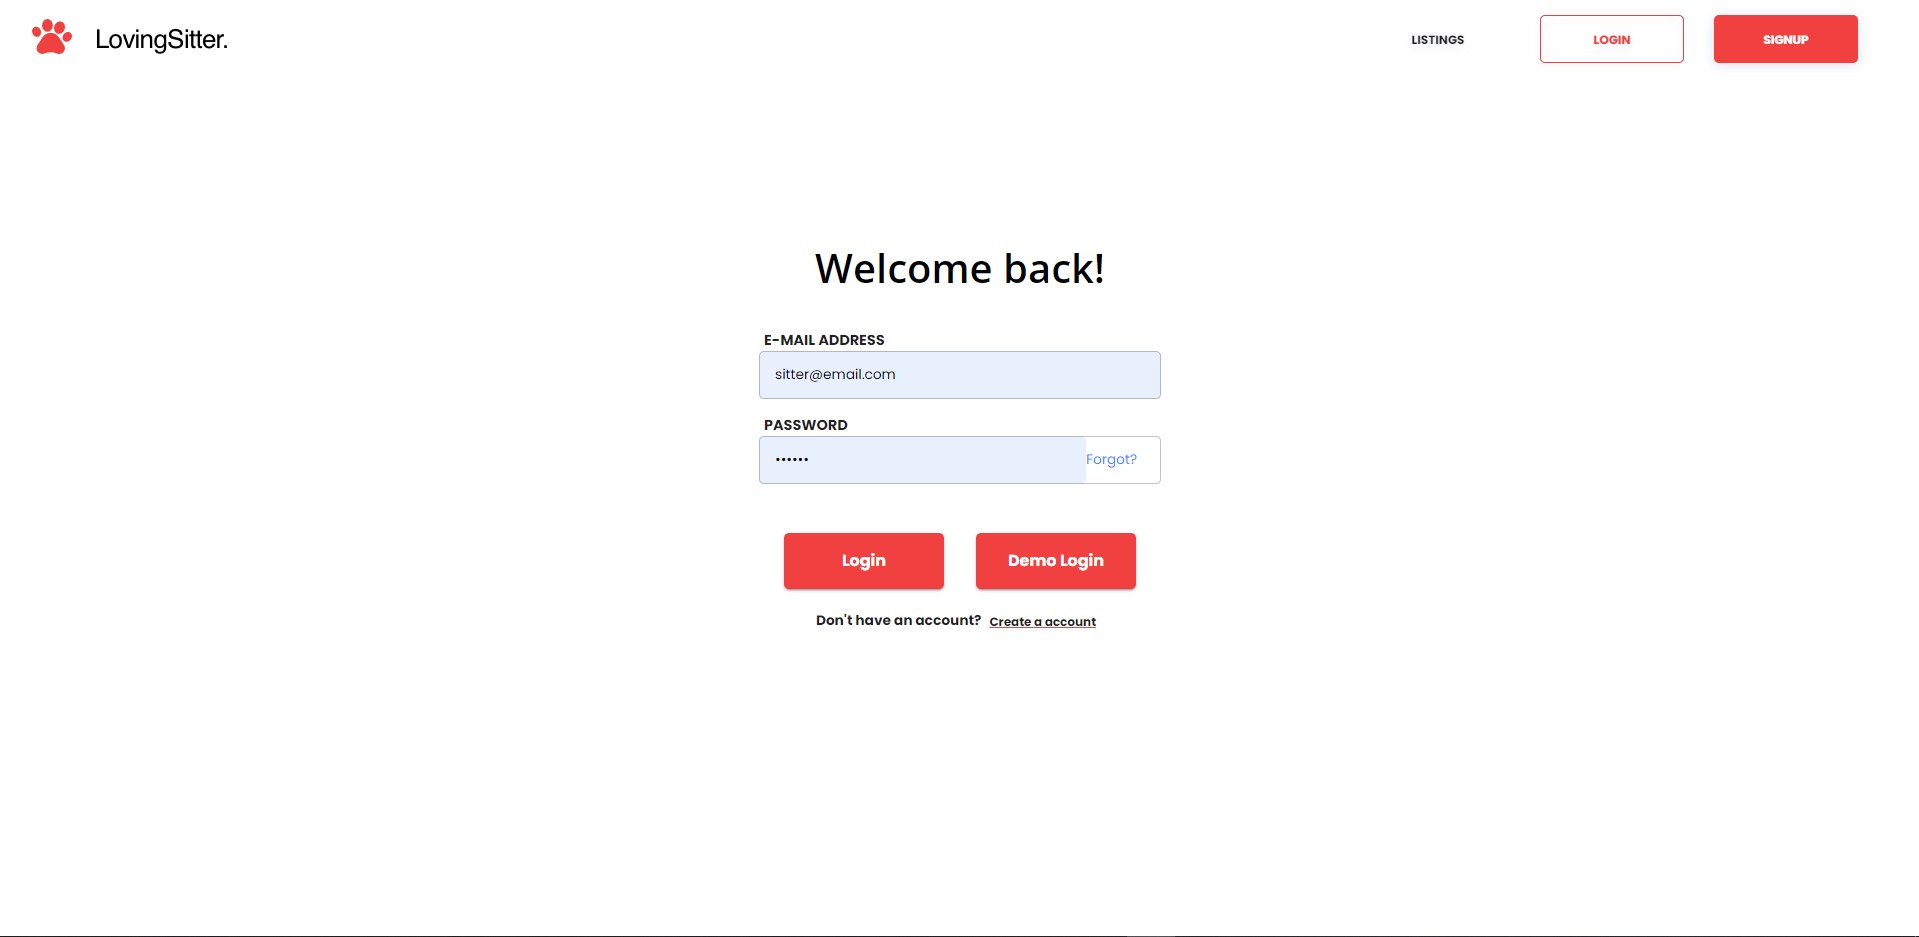 LovingSitter.
LISTINGS
LOGIN
SIGNUP
Welcome back!
E-MAIL ADDRESS
sitter@email.com
PASSWORD
••••••
Forgot?
Login
Demo Login
Don't have an account? Create a account